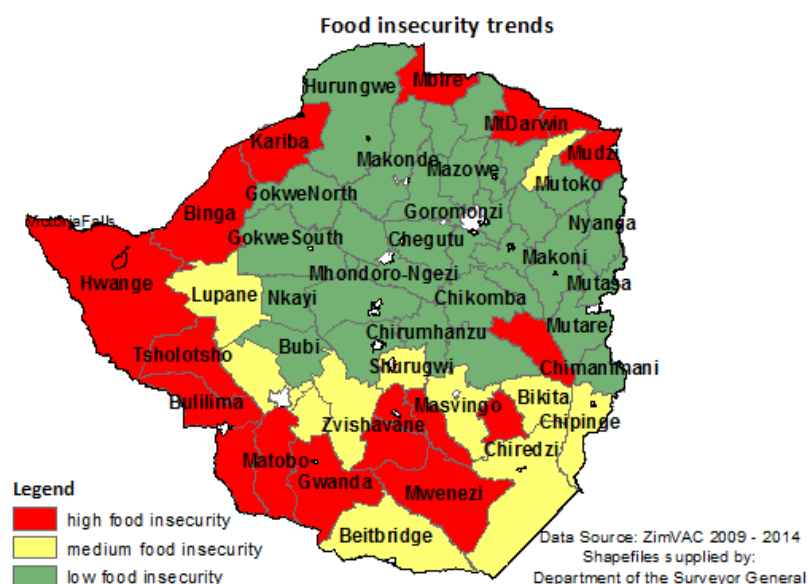 Food insecurity trends
Hurungwe
Mbire
MtDarwin
Kariba
Makonde
Mazowe
Mudzi
Mutoko
GokweNorth
Binga
Goromonzi
Nyanga
VictoriaFalls
GokweSouth
Chegutu
Makoni
Hwange
Mhondoro-Ngezi
Mutasa
Lupane
Nkayi
Chikomba
Chirumhanzu
Mutare
Tsholotsho
Bubi
Shurugwi
Chimanimani
Bulilima
Masvingo
Bikita
Zvishavane
Chipinge
Chiredzi
Matobo
Gwanda
Mwenezi
Beitbridge
Legend
high food insecurity
medium food insecurity
low food insecurity
Data Source: ZimVAC 2009 - 2014
Shapefiles supplied by:
Department of the Surveyor General